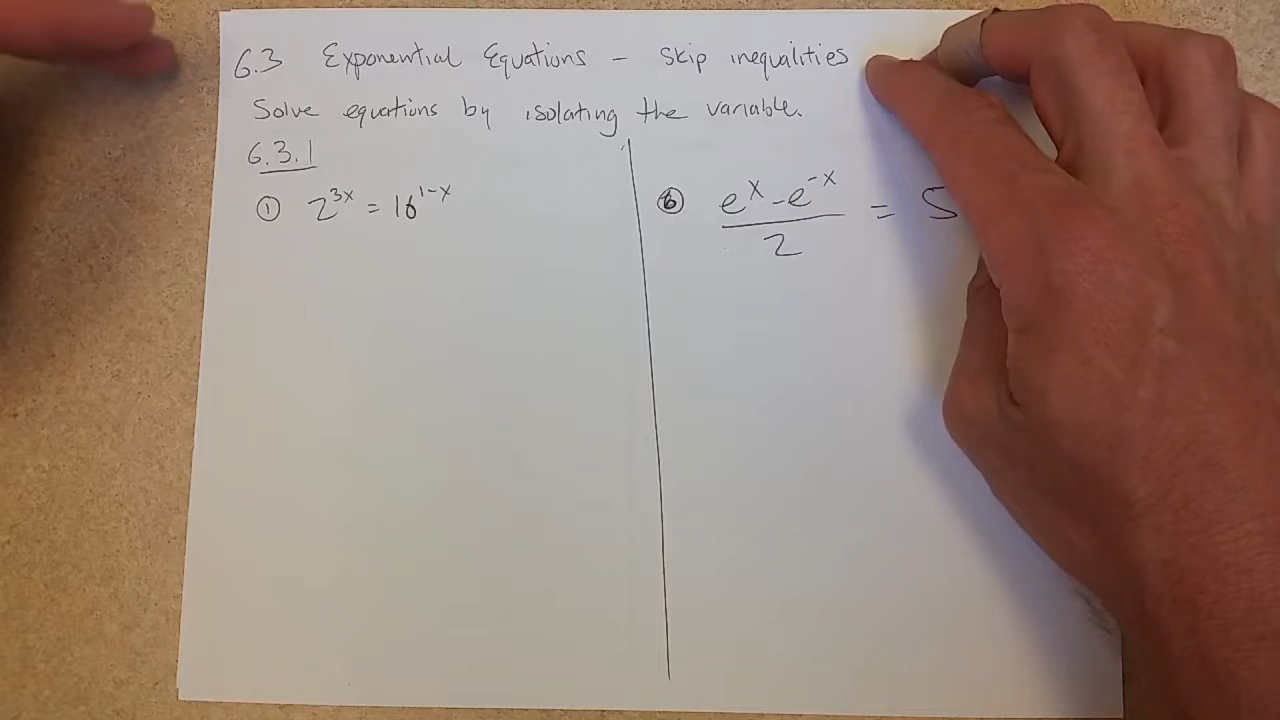 6.3 Exponential Equations - Skip inequalities
Solve equations by isolating the variable.
6.3.1
① 2^{3x} = 16^{1-x}
⑥ \frac{e^x - e^{-x}}{2} = 5